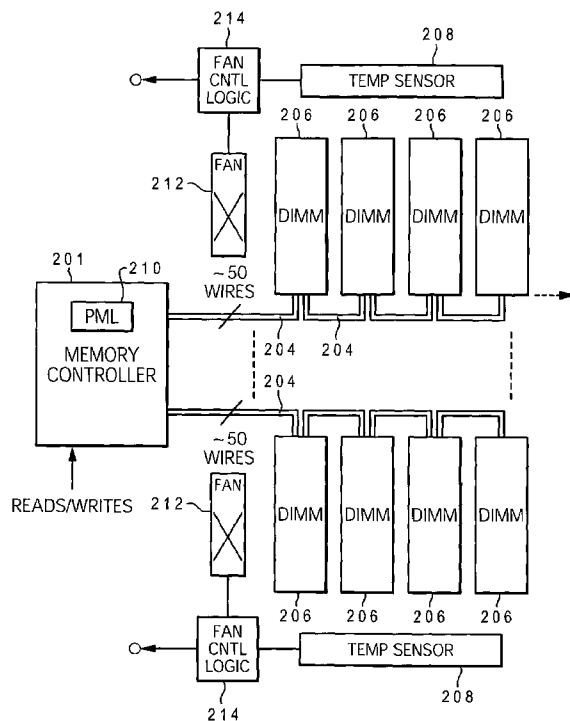 214
208
FAN
CNTL
LOGIC
TEMP SENSOR
206
206
206
206
FAN
212
DIMM
DIMM
DIMM
DIMM
201
210
~50
WIRES
PML
MEMORY
CONTROLLER
204
204
204
~50
WIRES
READS/WRITES
FAN
212
DIMM
DIMM
DIMM
DIMM
206
206
206
206
FAN
CNTL
LOGIC
TEMP SENSOR
214
208